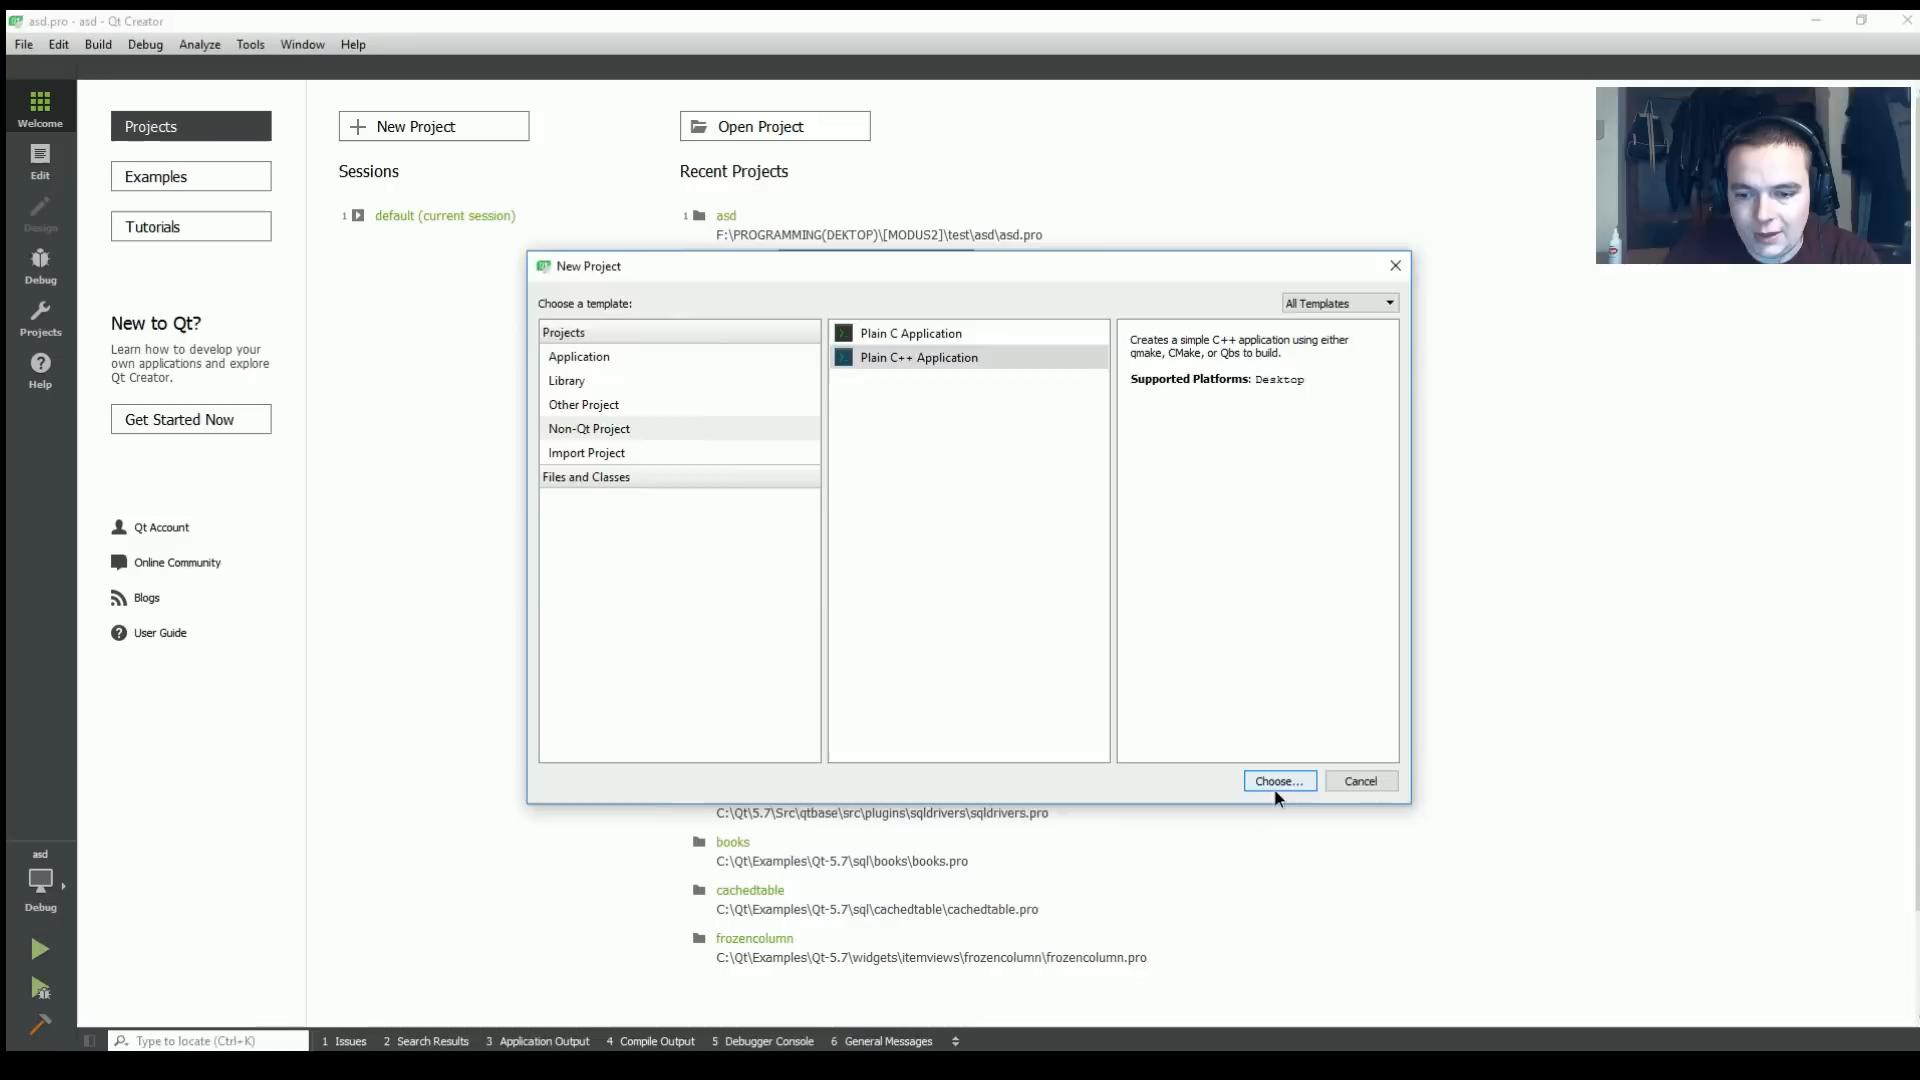 asd.pro - asd - Qt Creator
File Edit Build Debug Analyze Tools Window Help
Welcome
Edit
Design
Debug
Projects
Help
Projects
Examples
Tutorials
New to Qt?
Learn how to develop your
own applications and explore
Qt Creator.
Get Started Now
Qt Account
Online Community
Blogs
User Guide
New Project
Open Project
Sessions
Recent Projects
1 default (current session)
1 asd
F:\PROGRAMMING(DEKTOP)\[MODUS2]\test\asd\asd.pro
New Project
Choose a template:
All Templates
Projects
Application
Library
Other Project
Non-Qt Project
Import Project
Files and Classes
Plain C Application
Plain C++ Application
Creates a simple C++ application using either
qmake, CMake, or Qbs to build.
Supported Platforms: Desktop
Choose...
Cancel
C:\Qt\5.7\Src\qtbase\src\plugins\sqldrivers\sqldrivers.pro
books
C:\Qt\Examples\Qt-5.7\sql\books\books.pro
cachedtable
C:\Qt\Examples\Qt-5.7\sql\cachedtable\cachedtable.pro
frozencolumn
C:\Qt\Examples\Qt-5.7\widgets\itemviews\frozencolumn\frozencolumn.pro
asd
Debug
Type to locate (Ctrl+K)
1 Issues 2 Search Results 3 Application Output 4 Compile Output 5 Debugger Console 6 General Messages